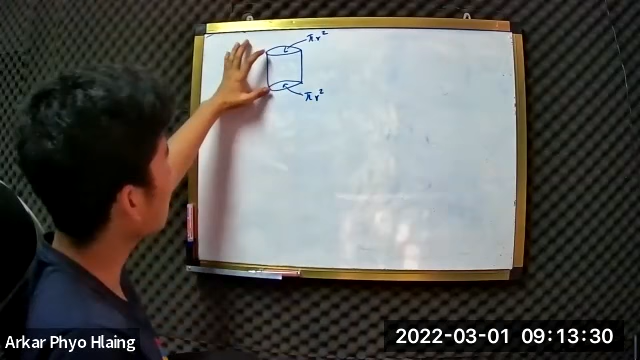 πr²
πr²
Arkar Phyo Hlaing
2022-03-01 09:13:30